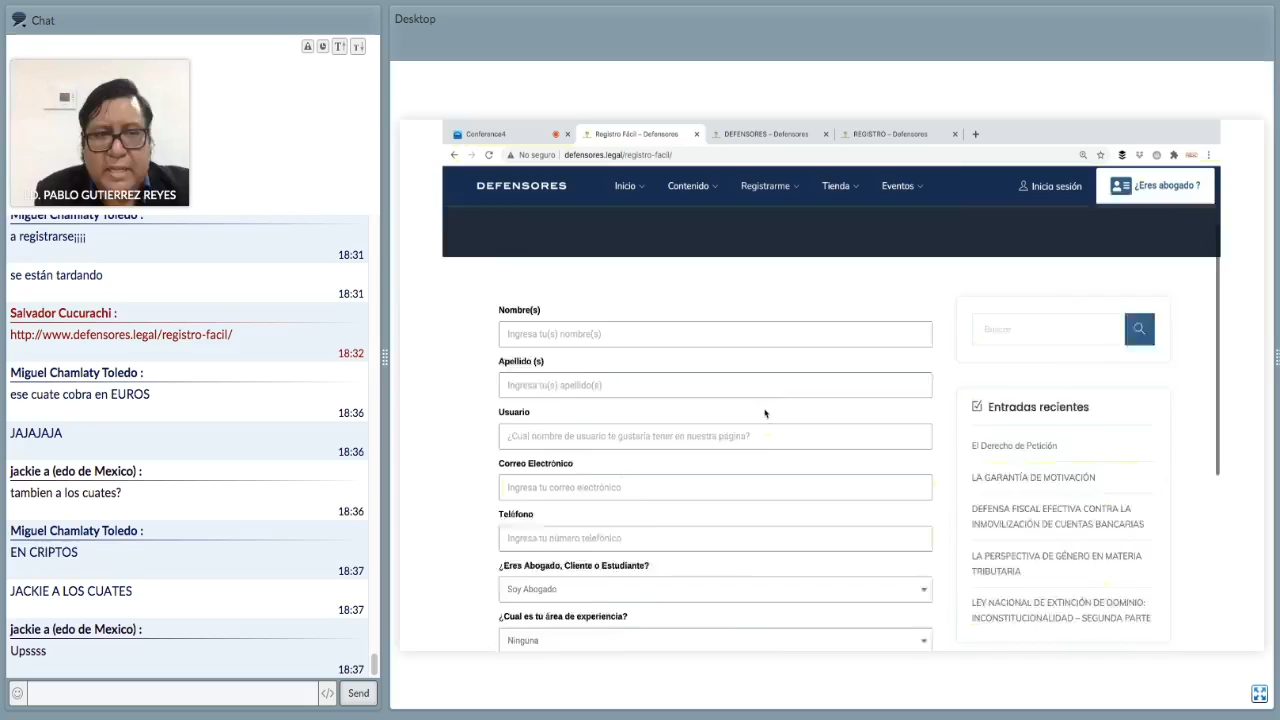 Chat
D. PABLO GUTIERREZ REYES
Miguel Chamlaty Toledo :
a registrarse¡¡¡¡
18:31
se están tardando
18:31
Salvador Cucurachi :
http://www.defensores.legal/registro-facil/
18:32
Miguel Chamlaty Toledo :
ese cuate cobra en EUROS
18:36
JAJAJAJA
18:36
jackie a (edo de Mexico) :
tambien a los cuates?
18:36
Miguel Chamlaty Toledo :
EN CRIPTOS
18:37
JACKIE A LOS CUATES
18:37
jackie a (edo de Mexico) :
Upssss
18:37
Send
Desktop
Conference4
Registro Fácil – Defensores
DEFENSORES – Defensores
REGISTRO – Defensores
No seguro
defensores.legal/registro-facil/
DEFENSORES
Inicio
Contenido
Registrarme
Tienda
Eventos
Inicia sesión
¿Eres abogado ?
Nombre(s)
Ingresa tu(s) nombre(s)
Apellido (s)
Ingresa tu(s) apellido(s)
Usuario
¿Cual nombre de usuario te gustaría tener en nuestra página?
Correo Electrónico
Ingresa tu correo electrónico
Teléfono
Ingresa tu número telefónico
¿Eres Abogado, Cliente o Estudiante?
Soy Abogado
¿Cual es tu área de experiencia?
Ninguna
Buscar
Entradas recientes
El Derecho de Petición
LA GARANTÍA DE MOTIVACIÓN
DEFENSA FISCAL EFECTIVA CONTRA LA
INMOVILIZACIÓN DE CUENTAS BANCARIAS
LA PERSPECTIVA DE GÉNERO EN MATERIA
TRIBUTARIA
LEY NACIONAL DE EXTINCIÓN DE DOMINIO:
INCONSTITUCIONALIDAD – SEGUNDA PARTE